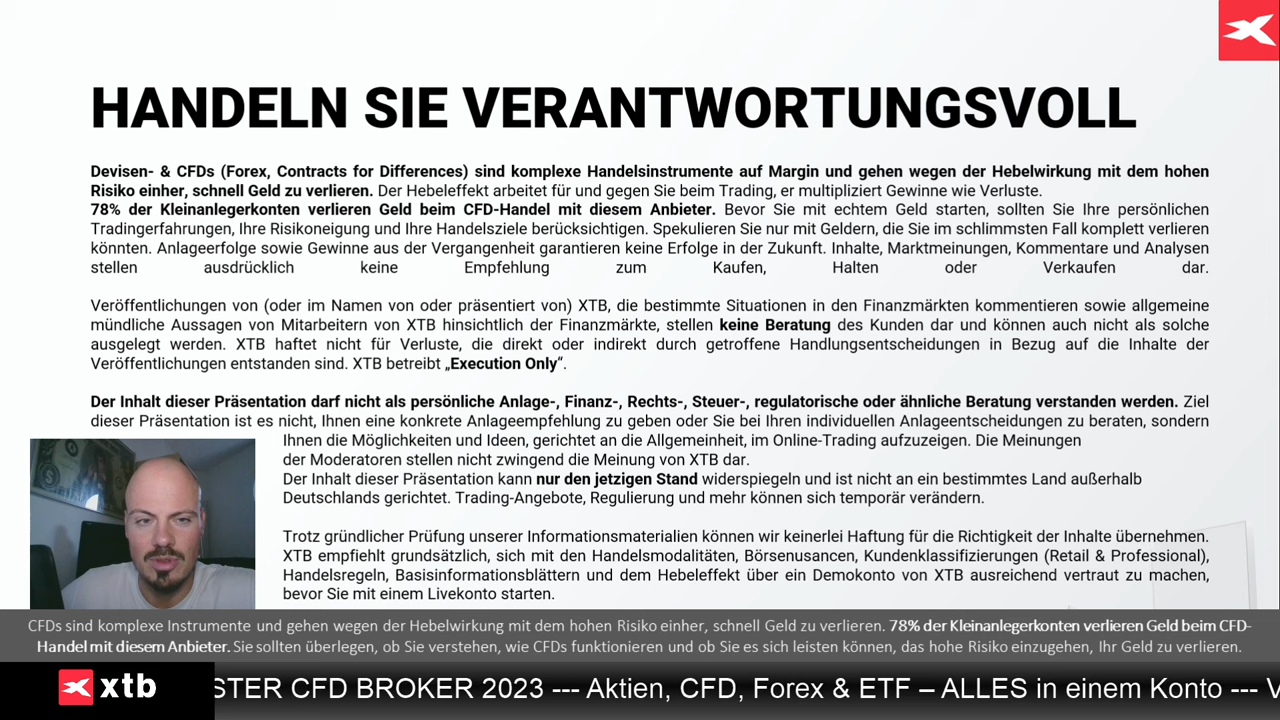 HANDELN SIE VERANTWORTUNGSVOLL
Devisen- & CFDs (Forex, Contracts for Differences) sind komplexe Handelsinstrumente auf Margin und gehen wegen der Hebelwirkung mit dem hohen
Risiko einher, schnell Geld zu verlieren. Der Hebeleffekt arbeitet für und gegen Sie beim Trading, er multipliziert Gewinne wie Verluste.
78% der Kleinanlegerkonten verlieren Geld beim CFD-Handel mit diesem Anbieter. Bevor Sie mit echtem Geld starten, sollten Sie Ihre persönlichen
Tradingerfahrungen, Ihre Risikoneigung und Ihre Handelsziele berücksichtigen. Spekulieren Sie nur mit Geldern, die Sie im schlimmsten Fall komplett verlieren
könnten. Anlageerfolge sowie Gewinne aus der Vergangenheit garantieren keine Erfolge in der Zukunft. Inhalte, Marktmeinungen, Kommentare und Analysen
stellen ausdrücklich keine Empfehlung zum Kaufen, Halten oder Verkaufen dar.
Veröffentlichungen von (oder im Namen von oder präsentiert von) XTB, die bestimmte Situationen in den Finanzmärkten kommentieren sowie allgemeine
mündliche Aussagen von Mitarbeitern von XTB hinsichtlich der Finanzmärkte, stellen keine Beratung des Kunden dar und können auch nicht als solche
ausgelegt werden. XTB haftet nicht für Verluste, die direkt oder indirekt durch getroffene Handlungsentscheidungen in Bezug auf die Inhalte der
Veröffentlichungen entstanden sind. XTB betreibt „Execution Only“.
Der Inhalt dieser Präsentation darf nicht als persönliche Anlage-, Finanz-, Rechts-, Steuer-, regulatorische oder ähnliche Beratung verstanden werden. Ziel
dieser Präsentation ist es nicht, Ihnen eine konkrete Anlageempfehlung zu geben oder Sie bei Ihren individuellen Anlageentscheidungen zu beraten, sondern
Ihnen die Möglichkeiten und Ideen, gerichtet an die Allgemeinheit, im Online-Trading aufzuzeigen. Die Meinungen
der Moderatoren stellen nicht zwingend die Meinung von XTB dar.
Der Inhalt dieser Präsentation kann nur den jetzigen Stand widerspiegeln und ist nicht an ein bestimmtes Land außerhalb
Deutschlands gerichtet. Trading-Angebote, Regulierung und mehr können sich temporär verändern.
Trotz gründlicher Prüfung unserer Informationsmaterialien können wir keinerlei Haftung für die Richtigkeit der Inhalte übernehmen.
XTB empfiehlt grundsätzlich, sich mit den Handelsmodalitäten, Börsenusancen, Kundenklassifizierungen (Retail & Professional),
Handelsregeln, Basisinformationsblättern und dem Hebeleffekt über ein Demokonto von XTB ausreichend vertraut zu machen,
bevor Sie mit einem Livekonto starten.
CFDs sind komplexe Instrumente und gehen wegen der Hebelwirkung mit dem hohen Risiko einher, schnell Geld zu verlieren. 78% der Kleinanlegerkonten verlieren Geld beim CFD-
Handel mit diesem Anbieter. Sie sollten überlegen, ob Sie verstehen, wie CFDs funktionieren und ob Sie es sich leisten können, das hohe Risiko einzugehen, Ihr Geld zu verlieren.
xtb STER CFD BROKER 2023 --- Aktien, CFD, Forex & ETF – ALLES in einem Konto --- V